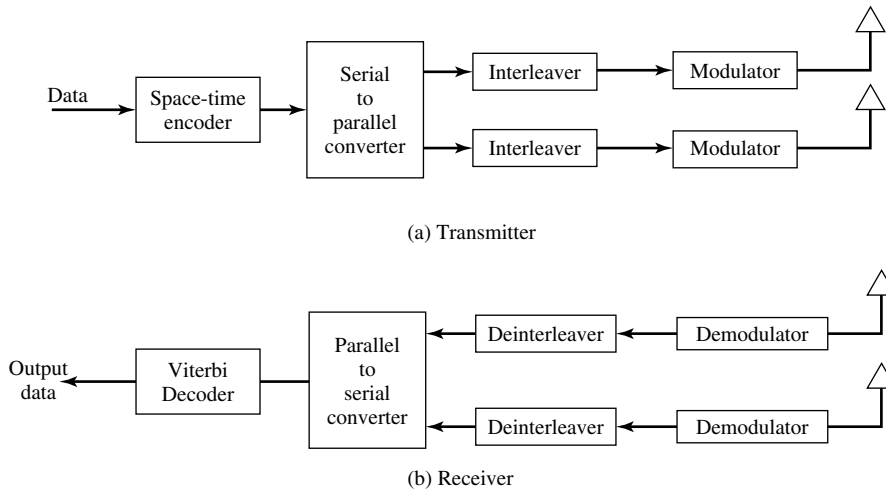 Data
Space-time
encoder
Serial
to
parallel
converter
Interleaver
Modulator
Interleaver
Modulator
(a) Transmitter
Output
data
Viterbi
Decoder
Parallel
to
serial
converter
Deinterleaver
Demodulator
Deinterleaver
Demodulator
(b) Receiver